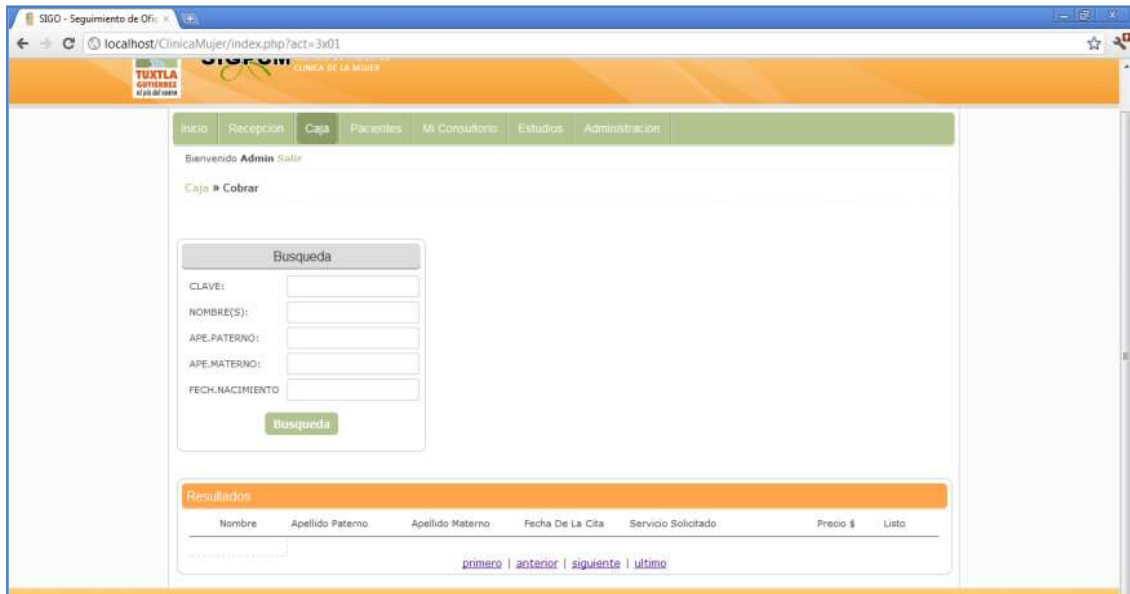 SIGO - Seguimiento de Ofic
localhost/ClinicaMujer/index.php?act=3x01
TUXTLA
GUTIERREZ
CLINICA DE LA MUJER
Inicio Recepcion Caja Pacientes Mi Consultorio Estudios Administracion
Bienvenido Admin Salir
Caja » Cobrar
Busqueda
CLAVE:
NOMBRE(S):
APE.PATERNO:
APE.MATERNO:
FECH.NACIMIENTO
Busqueda
Resultados
Nombre Apellido Paterno Apellido Materno Fecha De La Cita Servicio Solicitado Precio $ Listo
primero | anterior | siguiente | ultimo